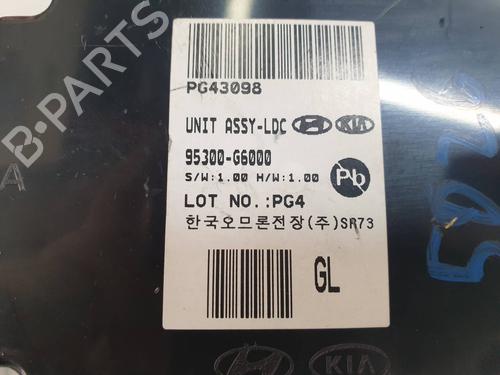 PG43098
UNIT ASSY-LDC KIA
95300-G6000
S/W:1.00 H/W:1.00
Pb
LOT NO.:PG4
한국오므론전장(주)SR73
GL
KIA
A
B-PARTS